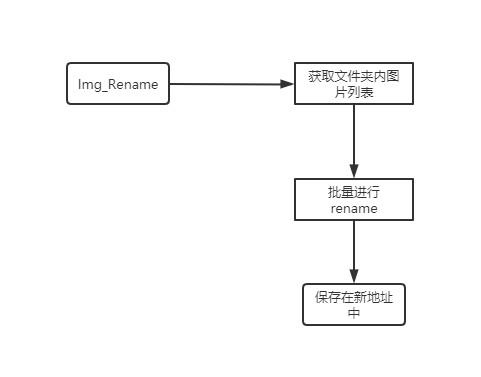 Img_Rename
获取文件夹内图
片列表
批量进行
rename
保存在新地址
中